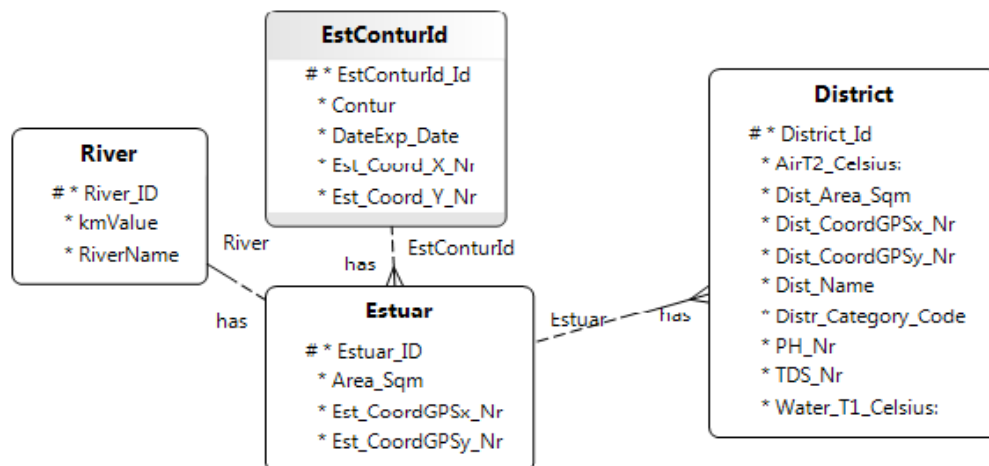 EstConturId
# * EstConturId_Id
* Contur
* DateExp_Date
* Est_Coord_X_Nr
* Est_Coord_Y_Nr
River
# * River_ID
* kmValue
* RiverName
District
# * District_Id
* AirT2_Celsius:
* Dist_Area_Sqm
* Dist_CoordGPSx_Nr
* Dist_CoordGPSy_Nr
* Dist_Name
* Distr_Category_Code
* PH_Nr
* TDS_Nr
* Water_T1_Celsius:
River
has
EstConturId
has
Estuar
has
Estuar
# * Estuar_ID
* Area_Sqm
* Est_CoordGPSx_Nr
* Est_CoordGPSy_Nr